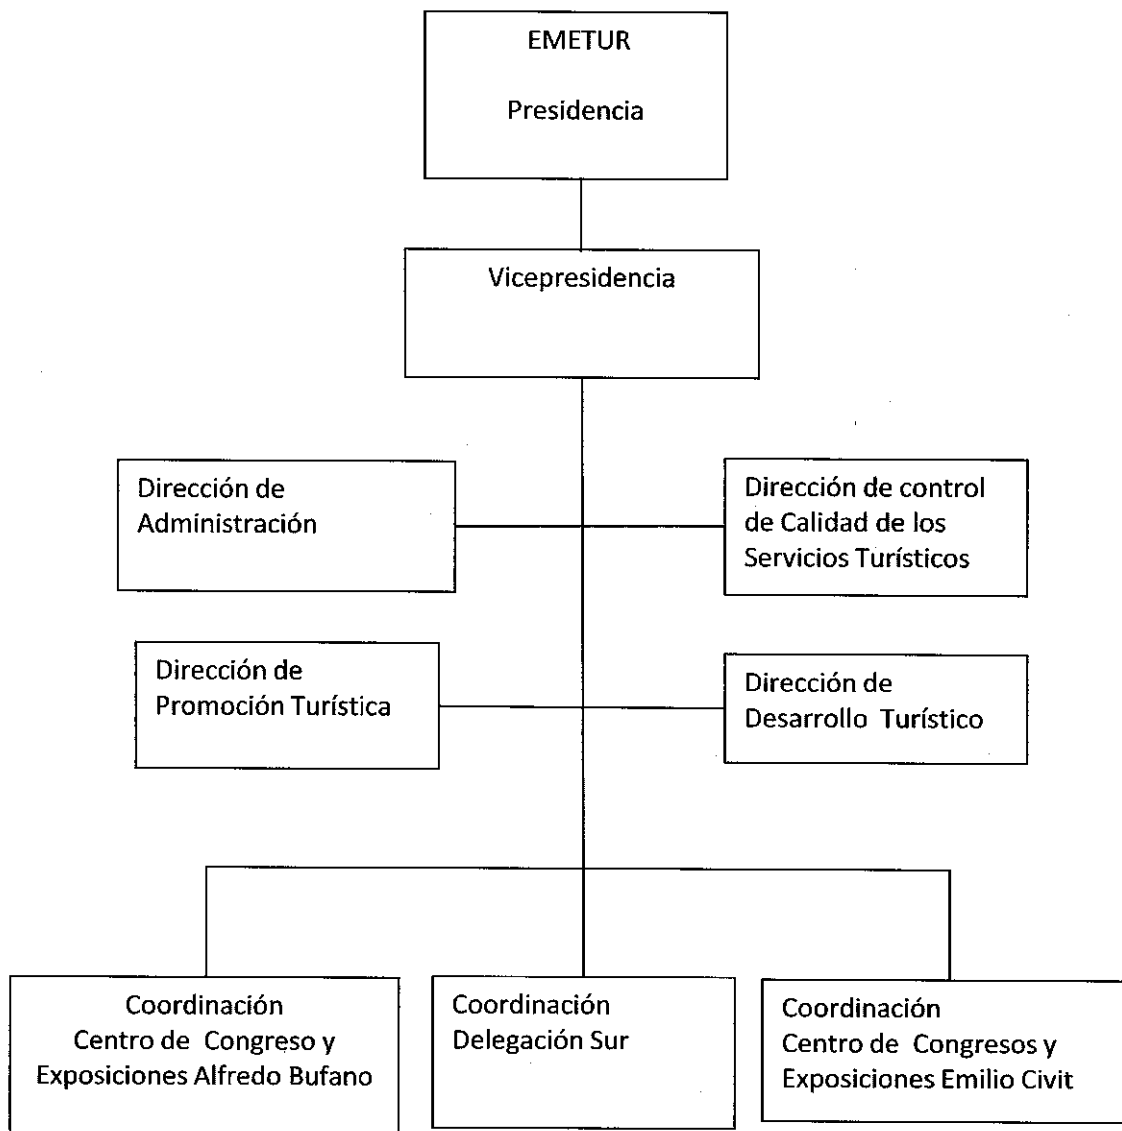 EMETUR
Presidencia
Vicepresidencia
Dirección de
Administración
Dirección de control
de Calidad de los
Servicios Turísticos
Dirección de
Promoción Turística
Dirección de
Desarrollo Turístico
Coordinación
Centro de Congreso y
Exposiciones Alfredo Bufano
Coordinación
Delegación Sur
Coordinación
Centro de Congresos y
Exposiciones Emilio Civit